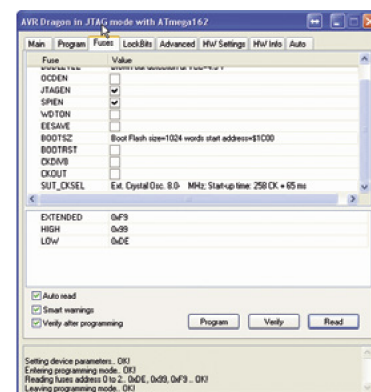 AVR Dragon in JTAG mode with ATmega162
Main Program Fuses LockBits Advanced HW Settings HW Info Auto
Fuse Value
OCDEN
JTAGEN
SPIEN
WDTON
EESAVE
BOOTSZ Boot Flash size=1024 words start address=$1C00
BOOTRST
CKDIV8
CKOUT
SUT_CKSEL Ext. Crystal Osc. 8.0- MHz; Start-up time: 258 CK + 65 ms
EXTENDED 0xF9
HIGH 0x99
LOW 0xDE
Auto read
Smart warnings
Verify after programming
Program Verify Read
Setting device parameters.. OK!
Entering programming mode.. OK!
Reading fuses address 0 to 2.. 0xDE, 0x99, 0xF9 .. OK!
Leaving programming mode.. OK!